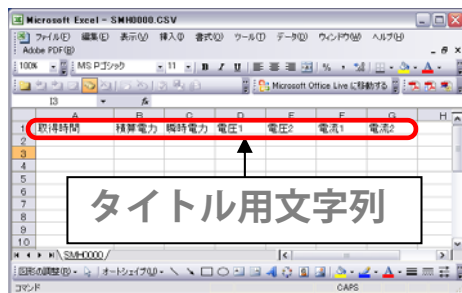 Microsoft Excel - SMH0000.CSV
ファイル(F) 編集(E) 表示(V) 挿入(I) 書式(O) ツール(T) データ(D) ウィンドウ(W) ヘルプ(H)
Adobe PDF(B)
100% MS Pゴシック 11 B I U %
Microsoft Office Live に移動する
I3 fx
A B C D E F G H
1 取得時間 積算電力 瞬時電力 電圧1 電圧2 電流1 電流2
2
3
4
5
6
7
8
9
10
タイトル用文字列
SMH0000
図形の調整(R) オートシェイプ(U)
コマンド CAPS